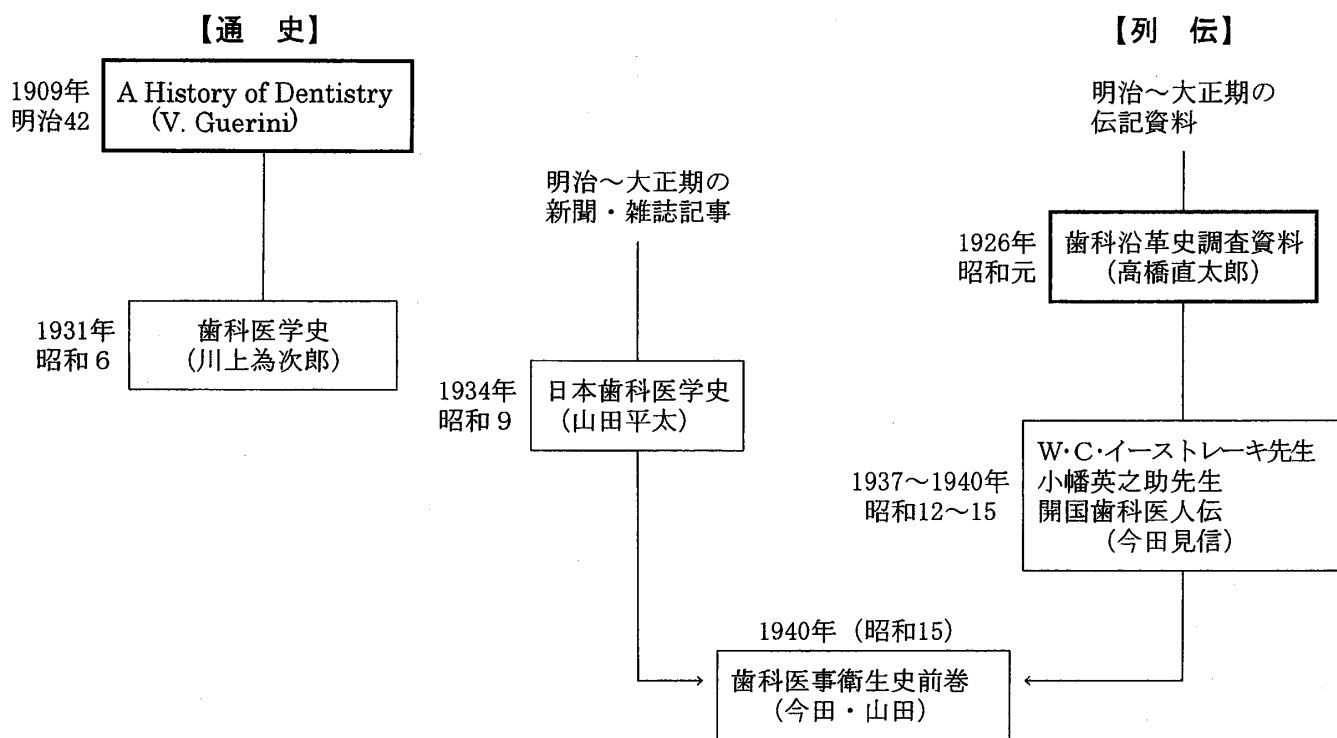 【通　史】
1909年
明治42
A History of Dentistry
(V. Guerini)
1931年
昭和６
歯科医学史
(川上為次郎)
明治～大正期の
新聞・雑誌記事
1934年
昭和９
日本歯科医学史
(山田平太)
【列　伝】
明治～大正期の
伝記資料
1926年
昭和元
歯科沿革史調査資料
(高橋直太郎)
1937～1940年
昭和12～15
W・C・イーストレーキ先生
小幡英之助先生
開国歯科医人伝
(今田見信)
1940年 (昭和15)
歯科医事衛生史前巻
(今田・山田)